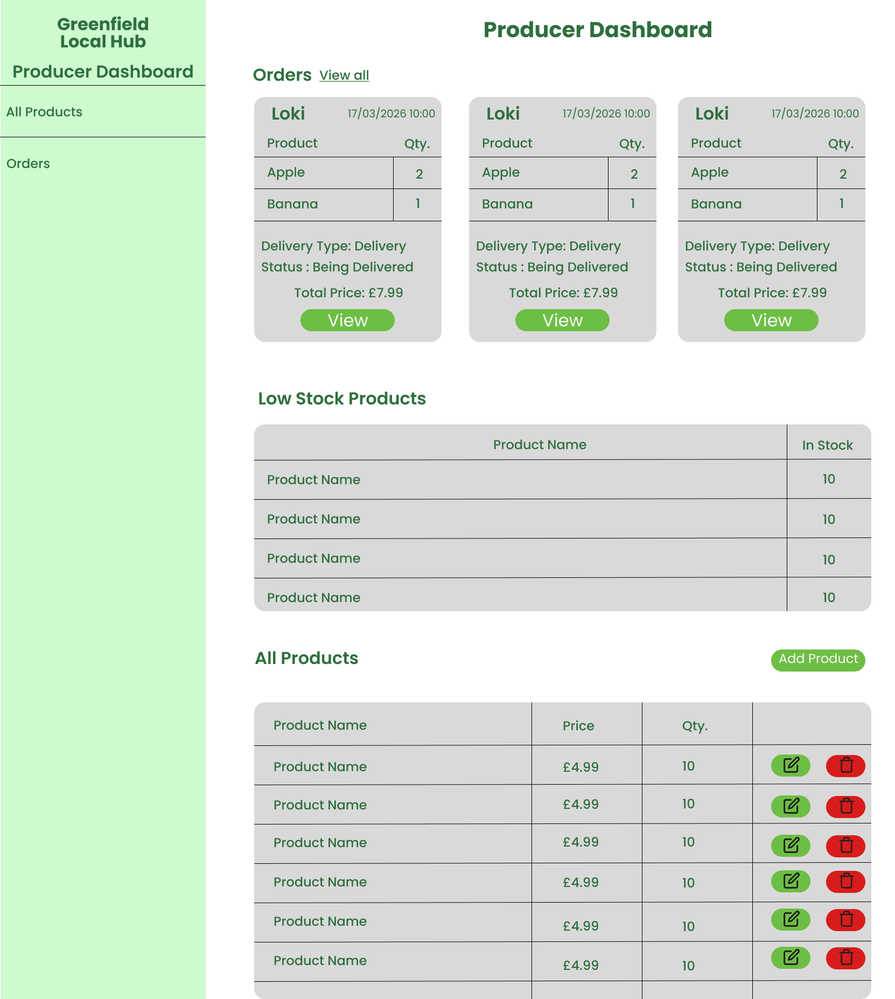 Greenfield
Local Hub
Producer Dashboard
All Products
Orders
Producer Dashboard
Orders View all
Loki 17/03/2026 10:00
Product Qty.
Apple 2
Banana 1
Delivery Type: Delivery
Status : Being Delivered
Total Price: £7.99
View
Loki 17/03/2026 10:00
Product Qty.
Apple 2
Banana 1
Delivery Type: Delivery
Status : Being Delivered
Total Price: £7.99
View
Loki 17/03/2026 10:00
Product Qty.
Apple 2
Banana 1
Delivery Type: Delivery
Status : Being Delivered
Total Price: £7.99
View
Low Stock Products
Product Name In Stock
Product Name 10
Product Name 10
Product Name 10
Product Name 10
All Products Add Product
Product Name Price Qty.
Product Name £4.99 10
Product Name £4.99 10
Product Name £4.99 10
Product Name £4.99 10
Product Name £4.99 10
Product Name £4.99 10